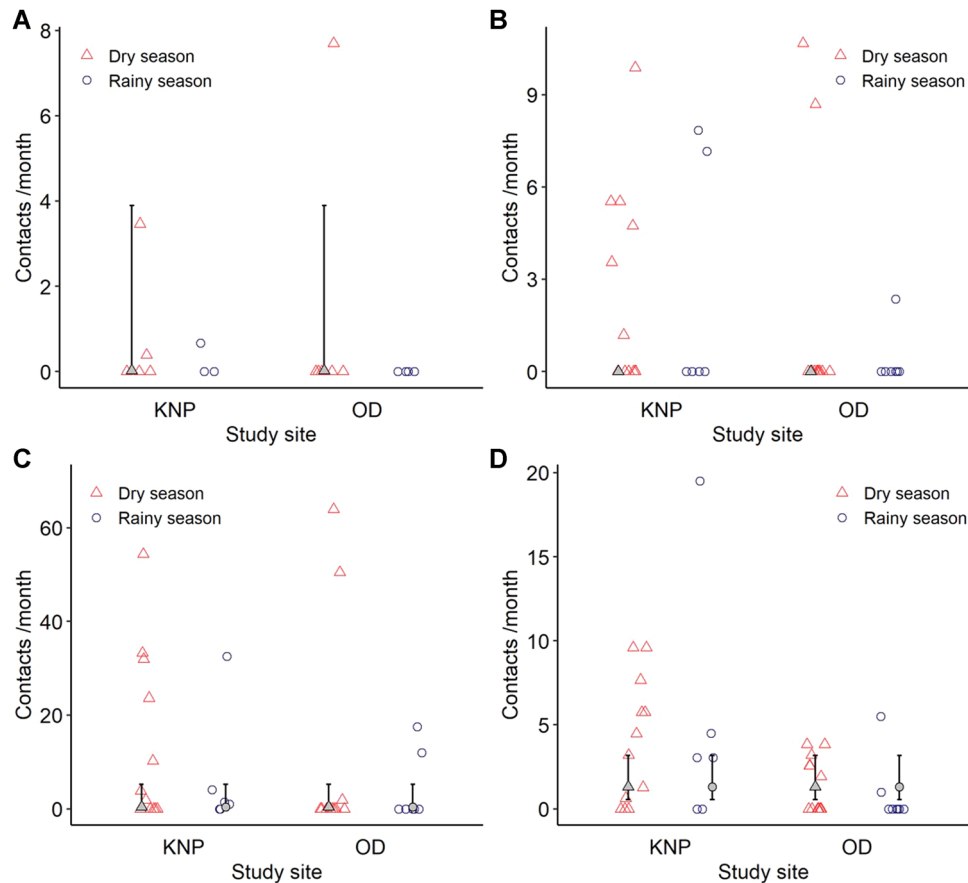 A
Contacts /month
8
6
4
2
0
Dry season
Rainy season
KNP OD
Study site
B
Contacts /month
9
6
3
0
Dry season
Rainy season
KNP OD
Study site
C
Contacts /month
60
40
20
0
Dry season
Rainy season
KNP OD
Study site
D
Contacts /month
20
15
10
5
0
Dry season
Rainy season
KNP OD
Study site